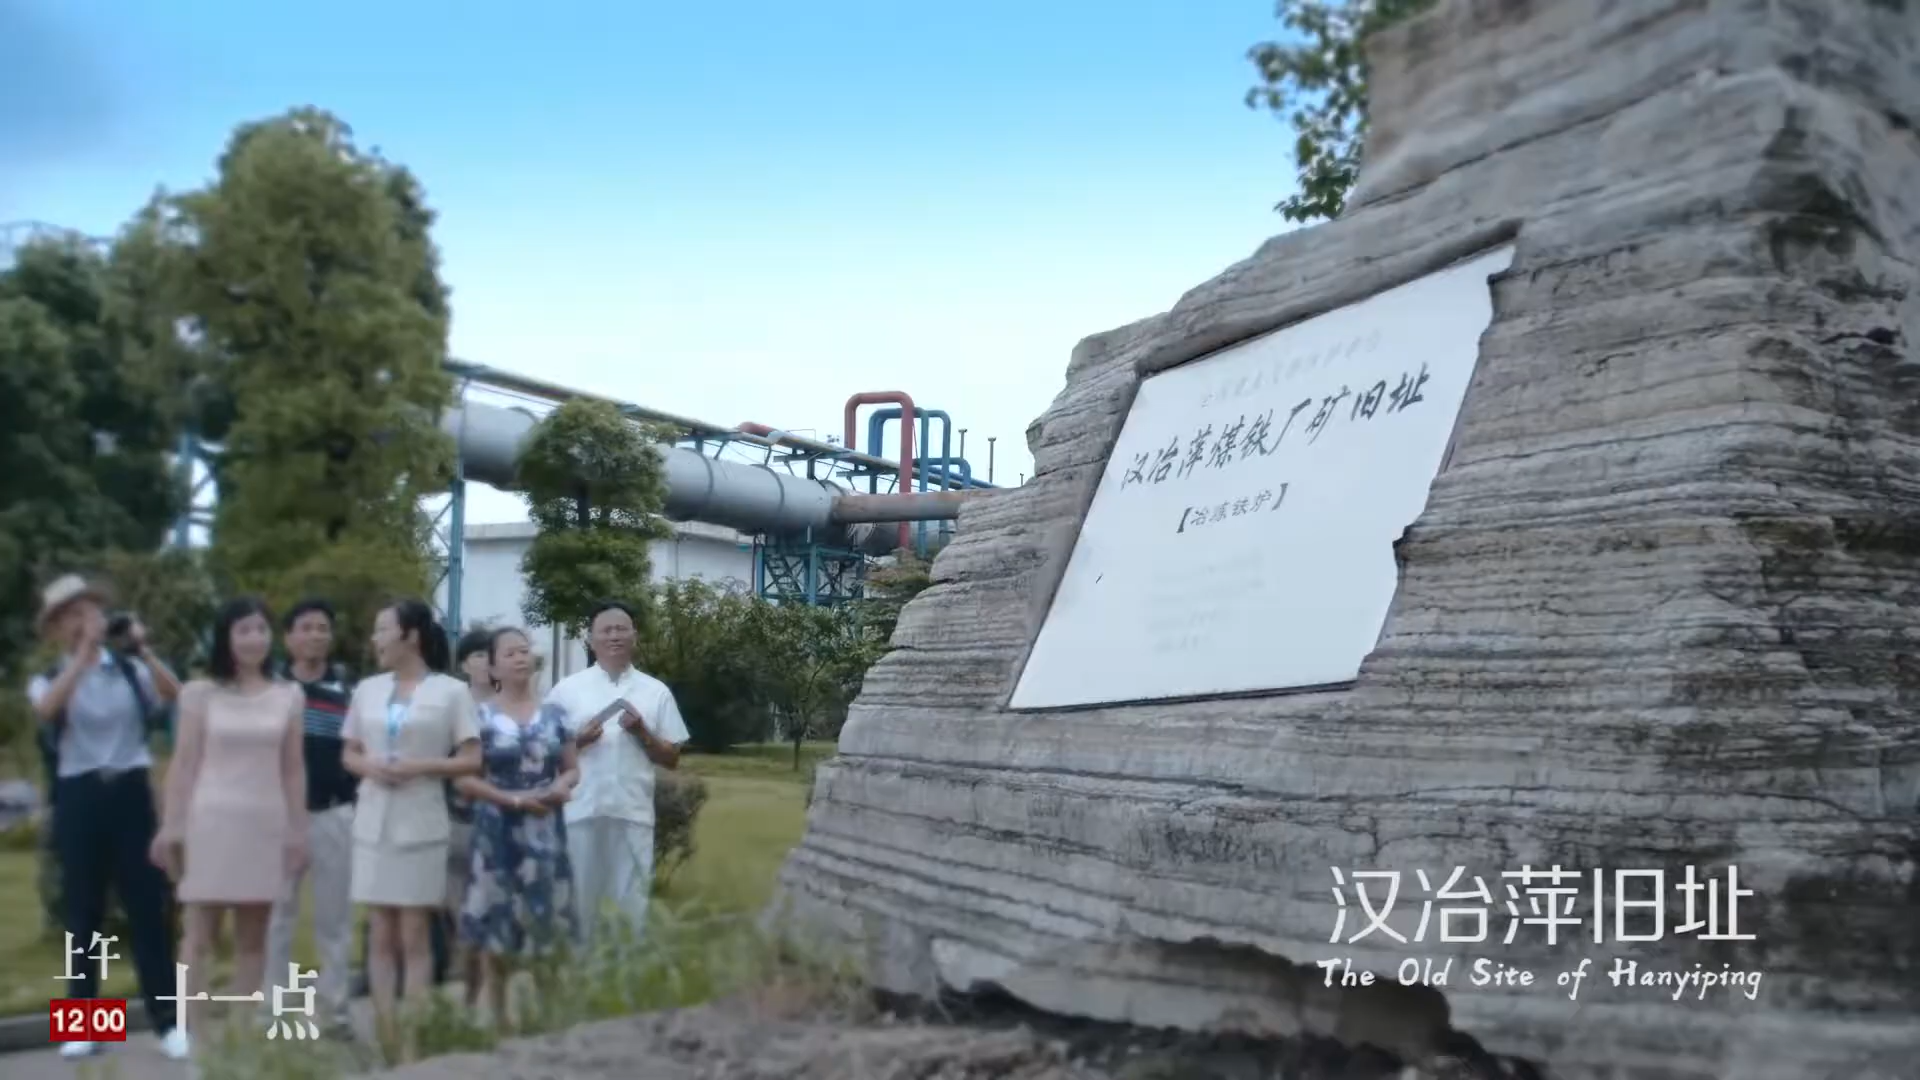 汉冶萍煤铁厂矿旧址
【冶炼铁炉】
汉冶萍旧址
The Old Site of Hanyiping
上午
十一点
12 00